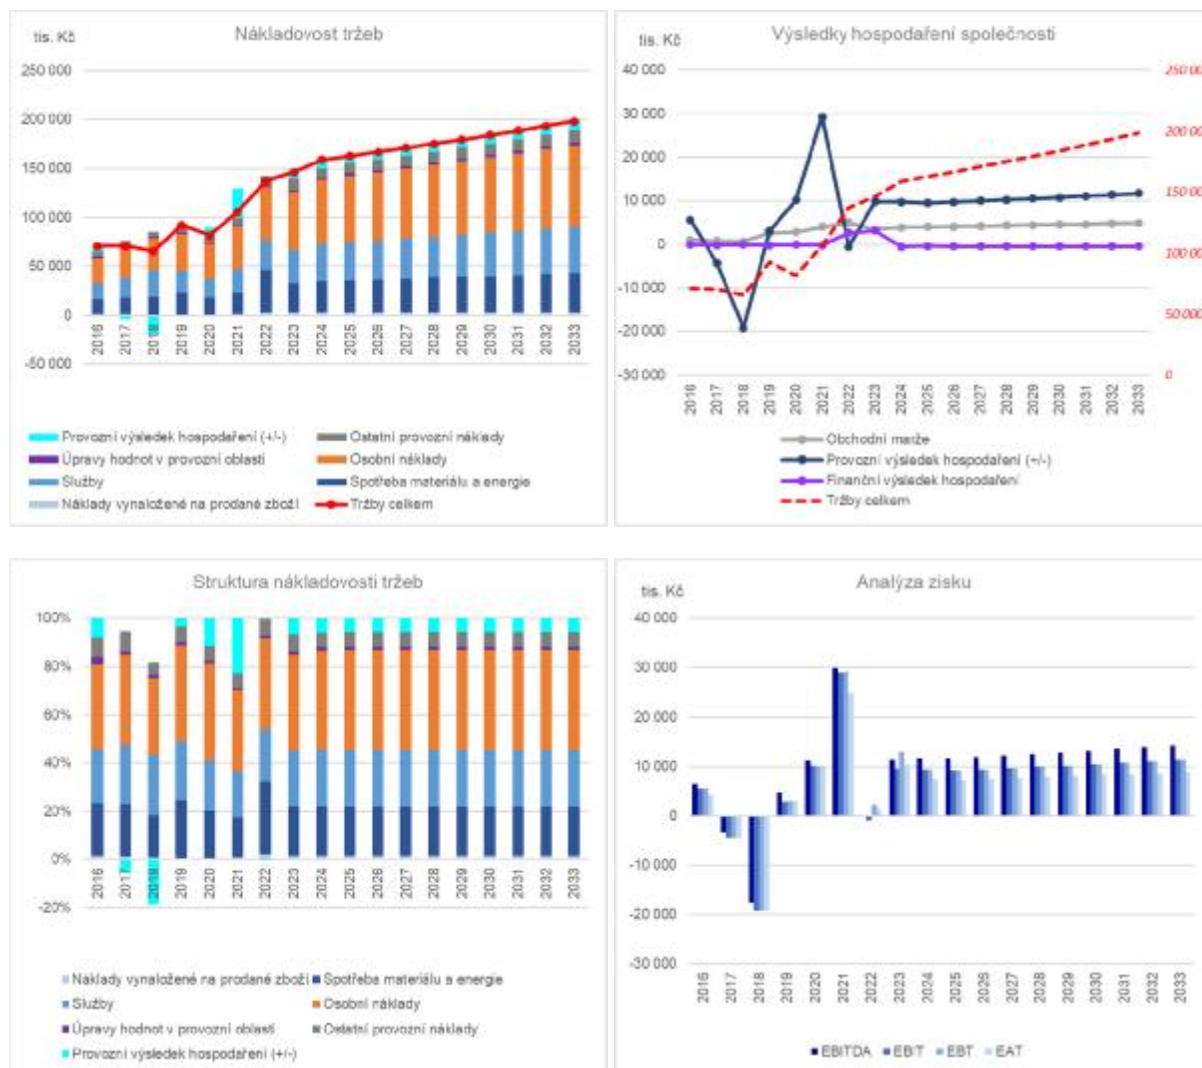 Nákladovost tržeb
tis. Kč
250 000
200 000
150 000
100 000
50 000
0
-50 000
2016 2017 2018 2019 2020 2021 2022 2023 2024 2025 2026 2027 2028 2029 2030 2031 2032 2033
Provozní výsledek hospodaření (+/-) Ostatní provozní náklady
Úpravy hodnot v provozní oblasti Osobní náklady
Služby Spotřeba materiálu a energie
Náklady vynaložené na prodané zboží Tržby celkem
Výsledky hospodaření společnosti
tis. Kč
40 000 250 00
30 000
20 000 200 00
10 000 150 00
0
-10 000 100 00
-20 000 50 000
-30 000 0
2016 2017 2018 2019 2020 2021 2022 2023 2024 2025 2026 2027 2028 2029 2030 2031 2032 2033
Obchodní marže
Provozní výsledek hospodaření (+/-)
Finanční výsledek hospodaření
Tržby celkem
Struktura nákladovosti tržeb
100%
80%
60%
40%
20%
0%
-20%
2016 2017 2018 2019 2020 2021 2022 2023 2024 2025 2026 2027 2028 2029 2030 2031 2032 2033
Náklady vynaložené na prodané zboží Spotřeba materiálu a energie
Služby Osobní náklady
Úpravy hodnot v provozní oblasti Ostatní provozní náklady
Provozní výsledek hospodaření (+/-)
Analýza zisku
tis. Kč
40 000
30 000
20 000
10 000
0
-10 000
-20 000
-30 000
2016 2017 2018 2019 2020 2021 2022 2023 2024 2025 2026 2027 2028 2029 2030 2031 2032 2033
EBITDA EBIT EBT EAT